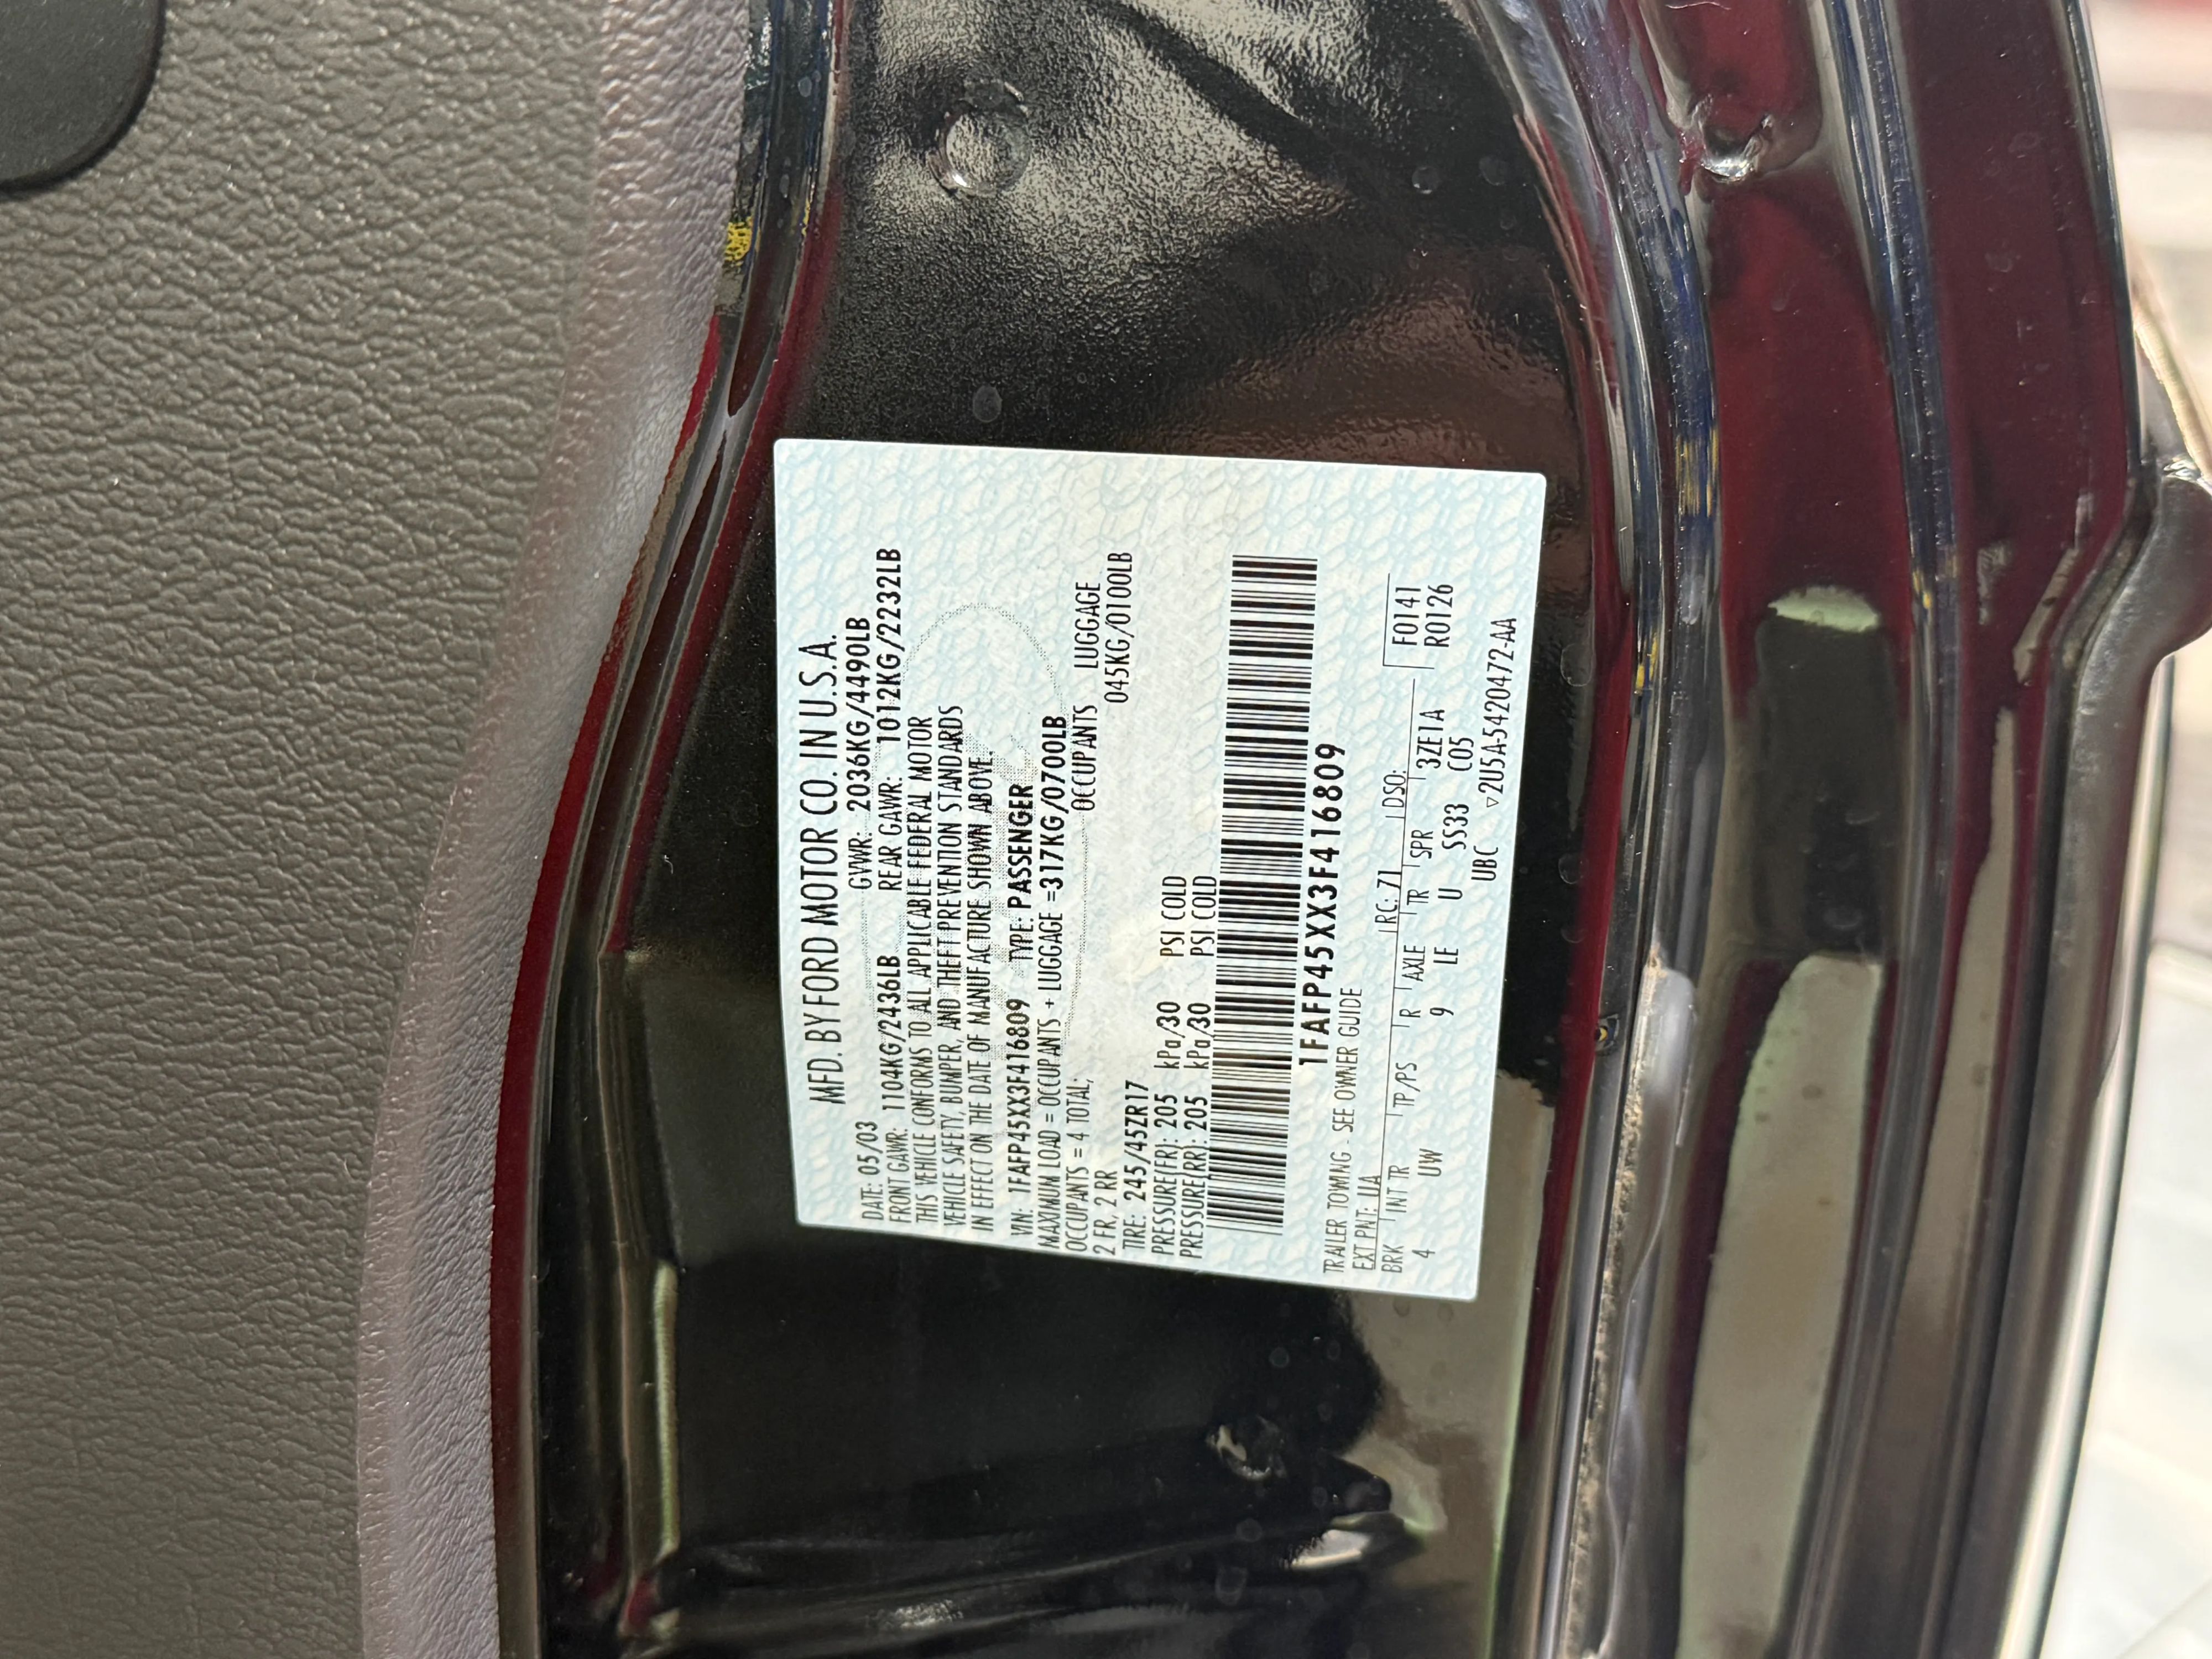 MFD. BY FORD MOTOR CO. IN U.S.A.
DATE: 05/03 GVWR: 2036KG/4490LB
FRONT GAWR: 1104KG/2436LB REAR GAWR: 1012KG/2232LB
THIS VEHICLE CONFORMS TO ALL APPLICABLE FEDERAL MOTOR
VEHICLE SAFETY, BUMPER, AND THEFT PREVENTION STANDARDS
IN EFFECT ON THE DATE OF MANUFACTURE SHOWN ABOVE.
VIN: 1FAFP45XX3F416809 TYPE: PASSENGER
MAXIMUM LOAD = OCCUPANTS + LUGGAGE =317KG/0700LB
OCCUPANTS = 4 TOTAL; OCCUPANTS LUGGAGE
2 FR, 2 RR 045KG/0100LB
TIRE: 245/45ZR17
PRESSURE(FR): 205 kPa/30 PSI COLD
PRESSURE(RR): 205 kPa/30 PSI COLD
1FAFP45XX3F416809
TRAILER TOWING - SEE OWNER GUIDE
EXT PNT: UA RC: 71 DSO: F0141
BRK INT TR TP/PS R AXLE TR SPR 3ZE1A R0126
4 UW 9 LE U SS33 C05
UBC ▽2U5A-5420472-AA